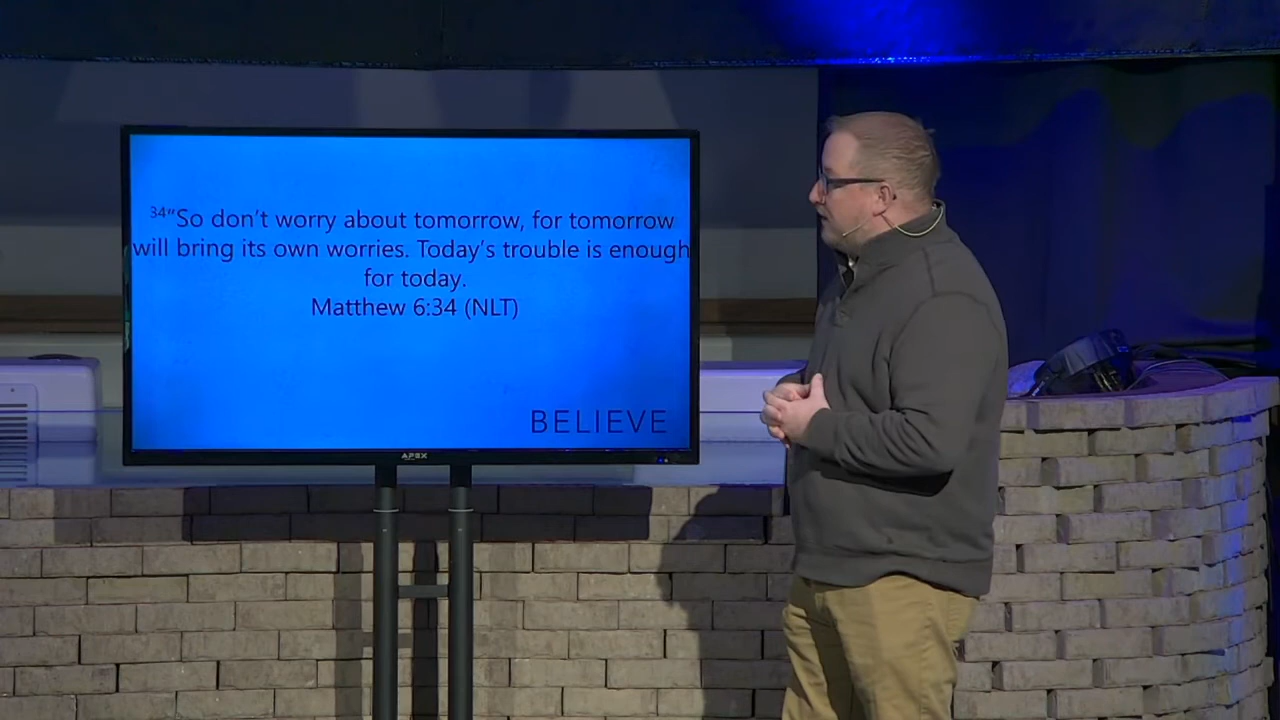 34"So don't worry about tomorrow, for tomorrow
will bring its own worries. Today's trouble is enough
for today.
Matthew 6:34 (NLT)
BELIEVE
APEX